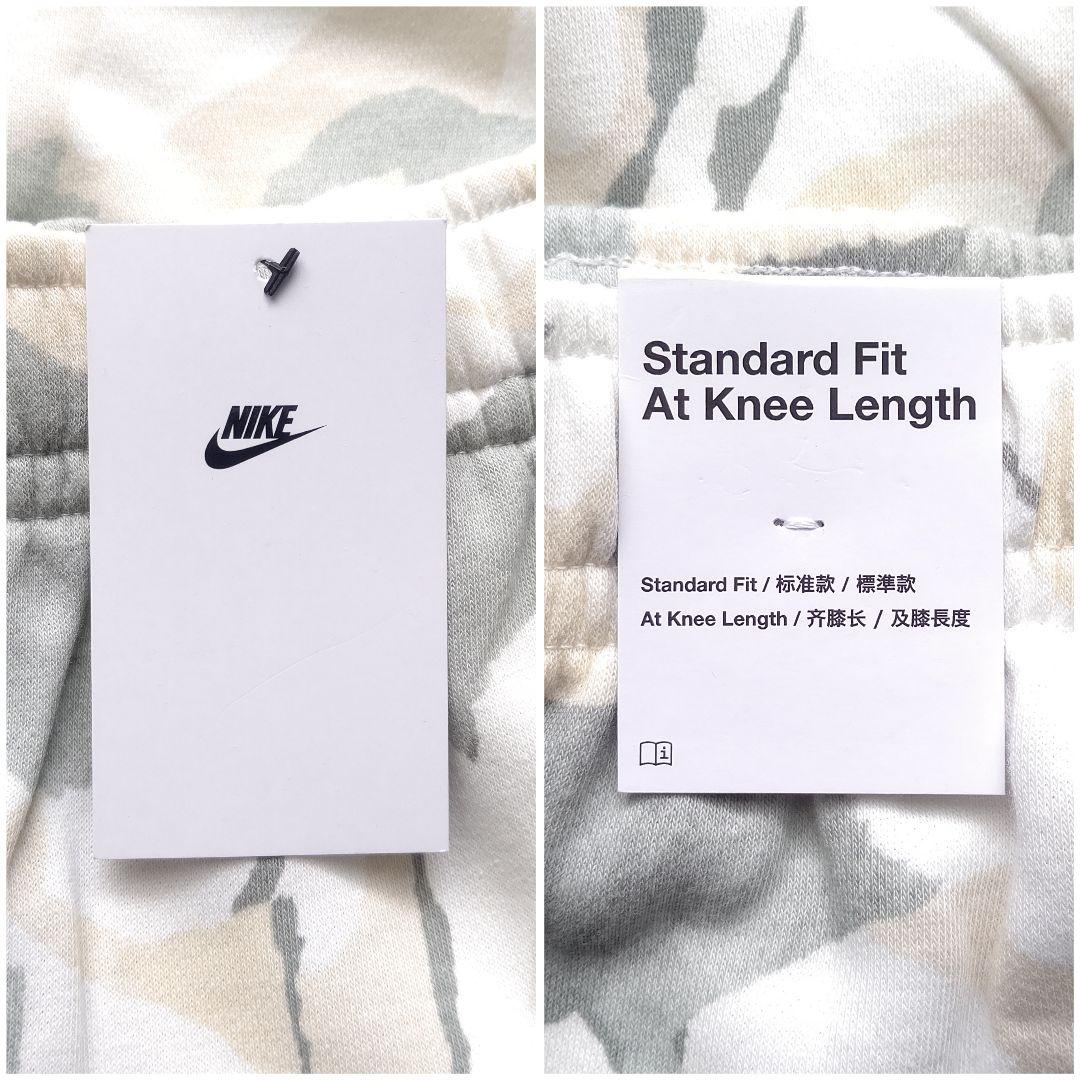 NIKE
Standard Fit
At Knee Length
Standard Fit / 标准款 / 標準款
At Knee Length / 齐膝长 / 及膝長度
i